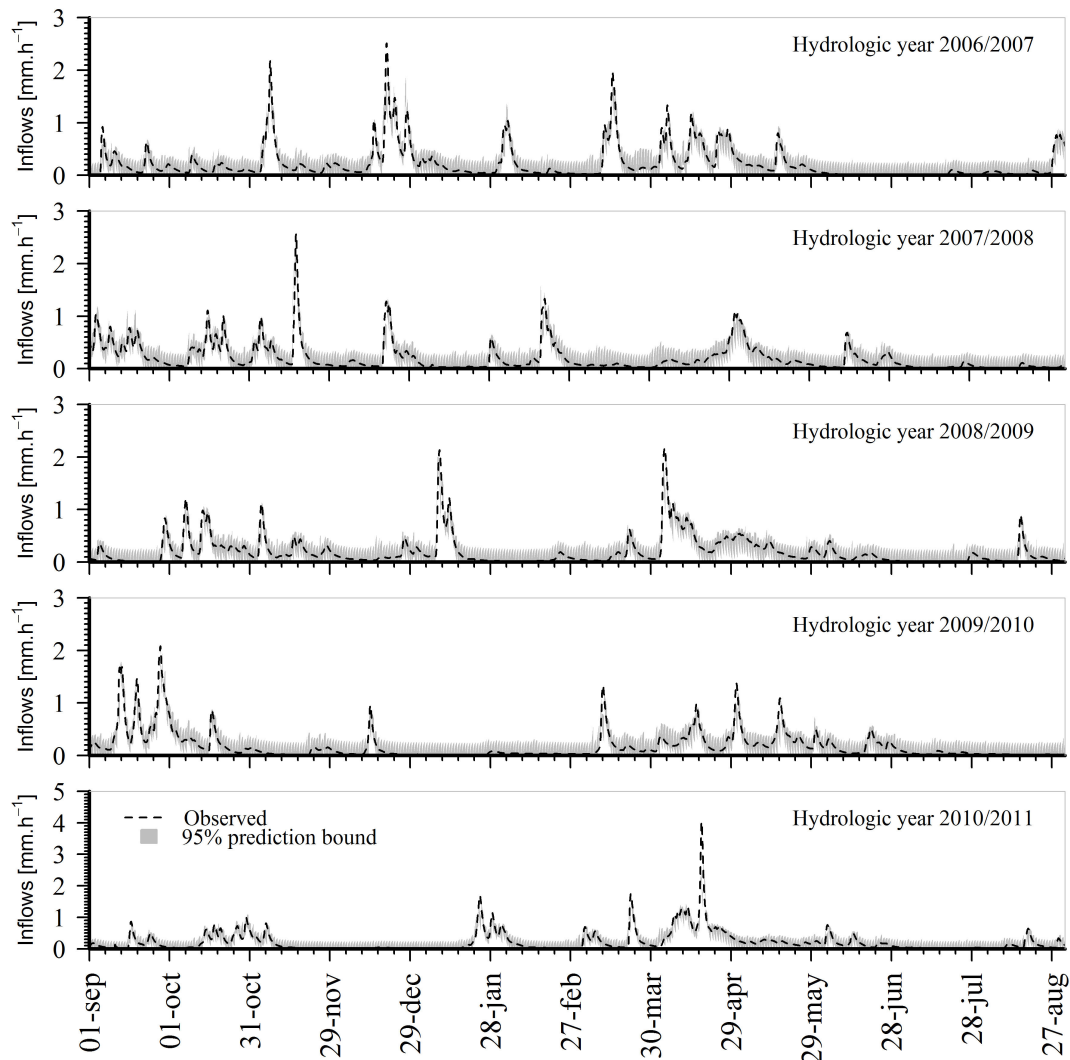 Inflows [mm.h⁻¹]
3
2
1
0
Hydrologic year 2006/2007
Inflows [mm.h⁻¹]
3
2
1
0
Hydrologic year 2007/2008
Inflows [mm.h⁻¹]
3
2
1
0
Hydrologic year 2008/2009
Inflows [mm.h⁻¹]
3
2
1
0
Hydrologic year 2009/2010
Inflows [mm.h⁻¹]
5
4
3
2
1
0
Observed
95% prediction bound
Hydrologic year 2010/2011
01-sep
01-oct
31-oct
29-nov
29-dec
28-jan
27-feb
30-mar
29-apr
29-may
28-jun
28-jul
27-aug